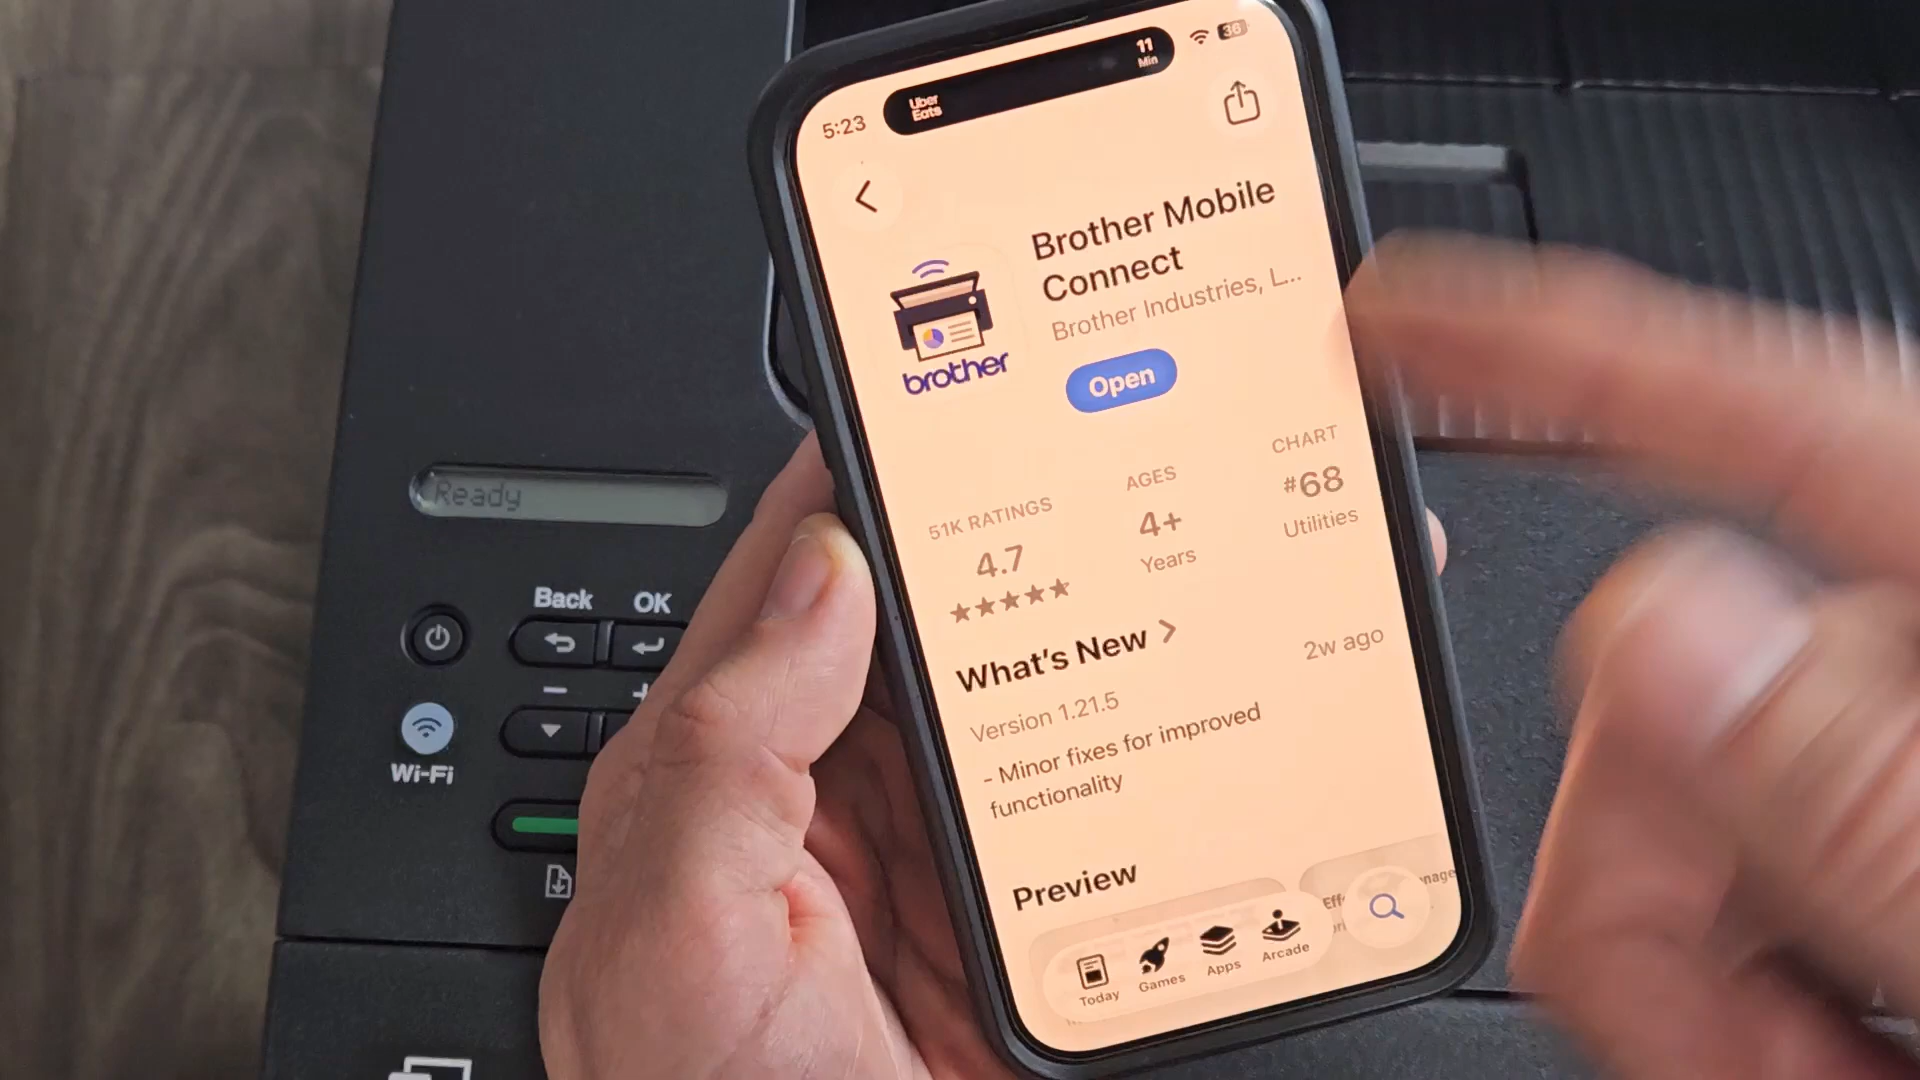 11
Min
36
Uber
Eats
5:23
Brother Mobile
Connect
Brother Industries, L...
brother
Open
51K RATINGS
4.7
★★★★★
AGES
4+
Years
CHART
#68
Utilities
What's New >
2w ago
Version 1.21.5
- Minor fixes for improved
functionality
Preview
Today
Games
Apps
Arcade
Ready
Back
OK
Wi-Fi